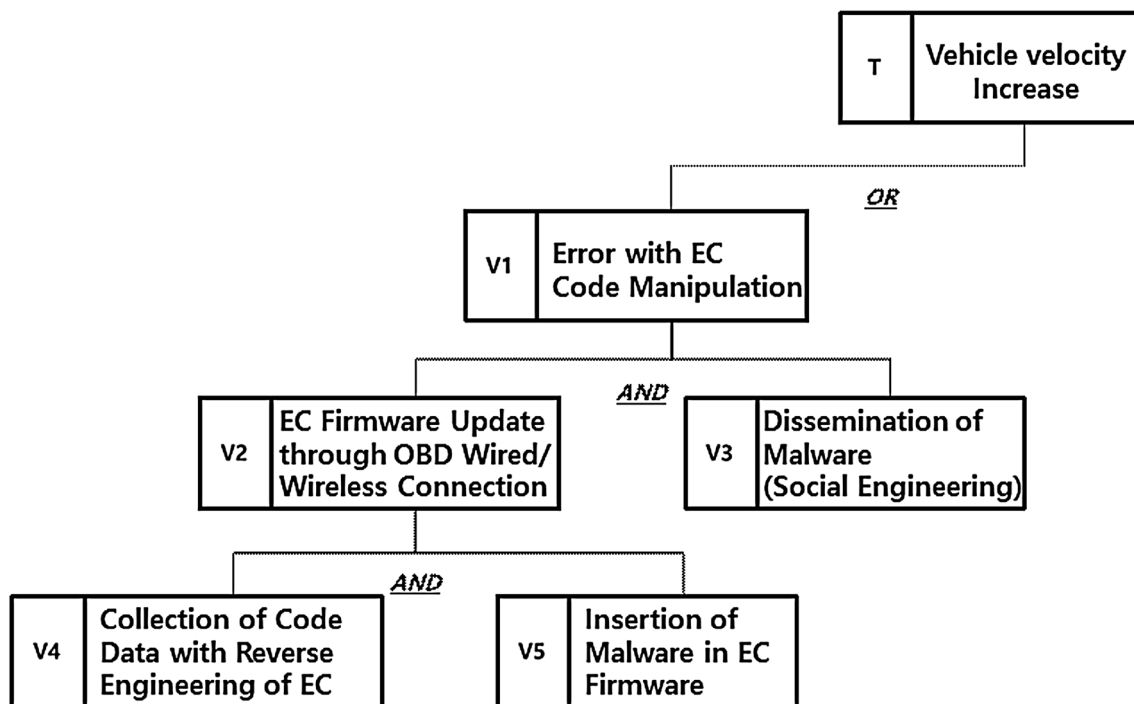 T
Vehicle velocity
Increase
OR
V1
Error with EC
Code Manipulation
AND
V2
EC Firmware Update
through OBD Wired/
Wireless Connection
V3
Dissemination of
Malware
(Social Engineering)
AND
V4
Collection of Code
Data with Reverse
Engineering of EC
V5
Insertion of
Malware in EC
Firmware